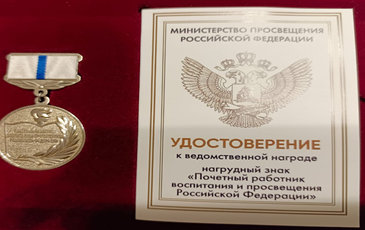 МИНИСТЕРСТВО ПРОСВЕЩЕНИЯ
РОССИЙСКОЙ ФЕДЕРАЦИИ
УДОСТОВЕРЕНИЕ
к ведомственной награде
нагрудный знак
«Почетный работник
воспитания и просвещения
Российской Федерации»